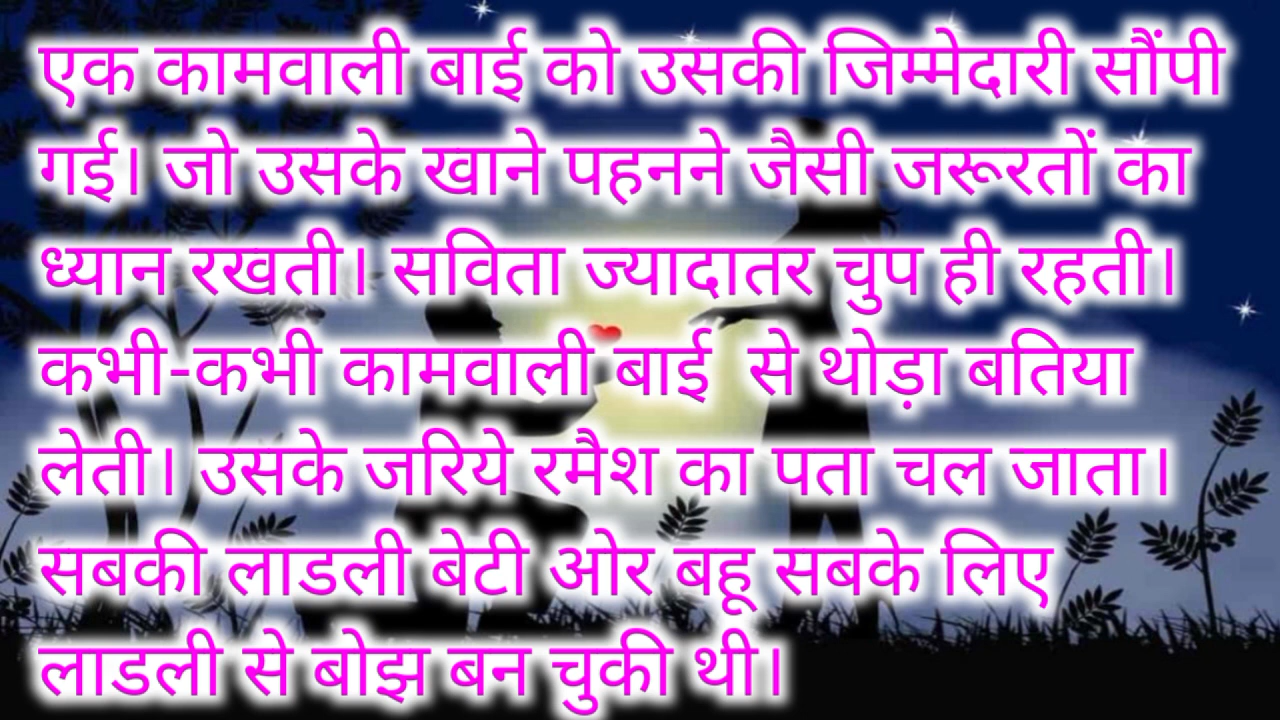 एक कामवाली बाई को उसकी जिम्मेदारी सौंपी
गई। जो उसके खाने पहनने जैसी जरूरतों का
ध्यान रखती। सविता ज्यादातर चुप ही रहती।
कभी-कभी कामवाली बाई  से थोड़ा बतिया
लेती। उसके जरिये रमैश का पता चल जाता।
सबकी लाडली बेटी ओर बहू सबके लिए
लाडली से बोझ बन चुकी थी।